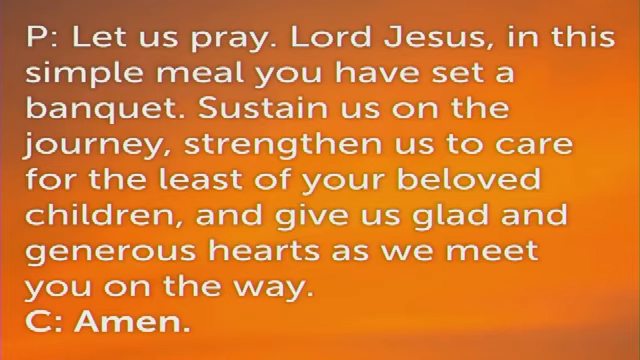 P: Let us pray. Lord Jesus, in this
simple meal you have set a
banquet. Sustain us on the
journey, strengthen us to care
for the least of your beloved
children, and give us glad and
generous hearts as we meet
you on the way.
C: Amen.